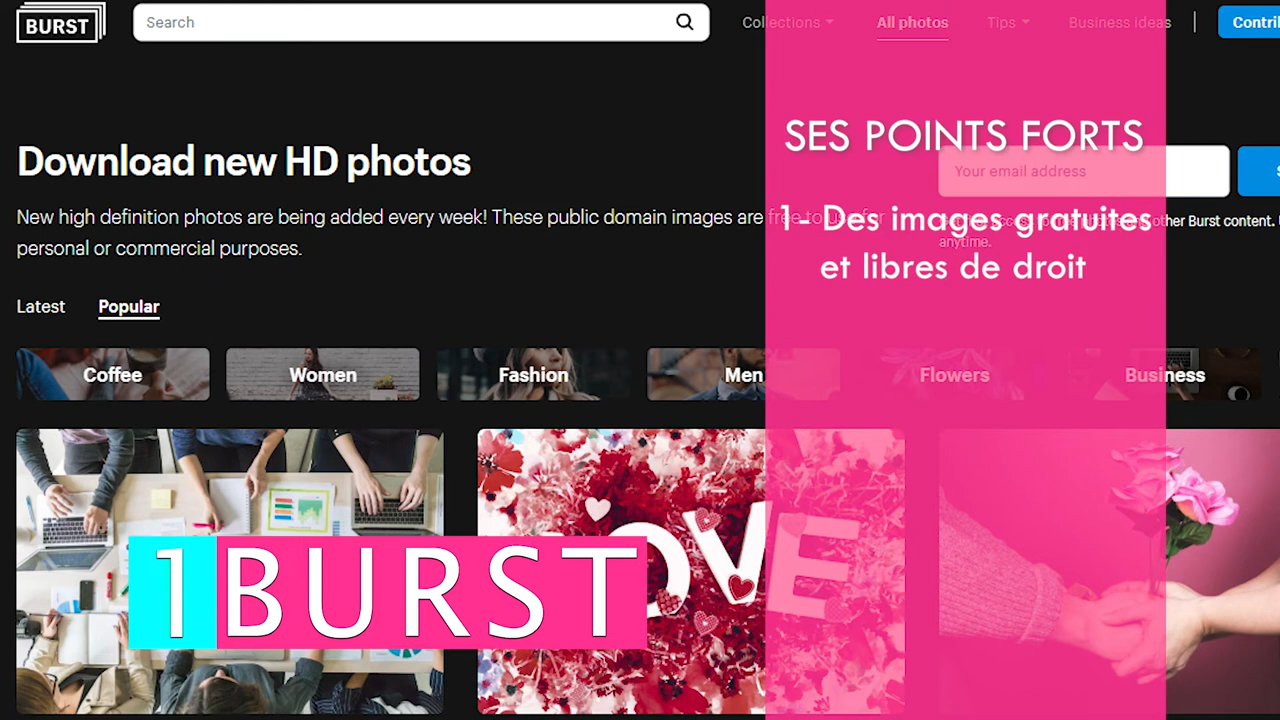 BURST
Search
Collections
All photos
Tips
Business ideas
SES POINTS FORTS
Download new HD photos
Your email address
New high definition photos are being added every week! These public domain images are free to use for
personal or commercial purposes.
1- Des images gratuites
et libres de droit
other Burst content.
anytime.
Latest
Popular
Coffee
Women
Fashion
Men
Flowers
Business
LOVE
1 BURST